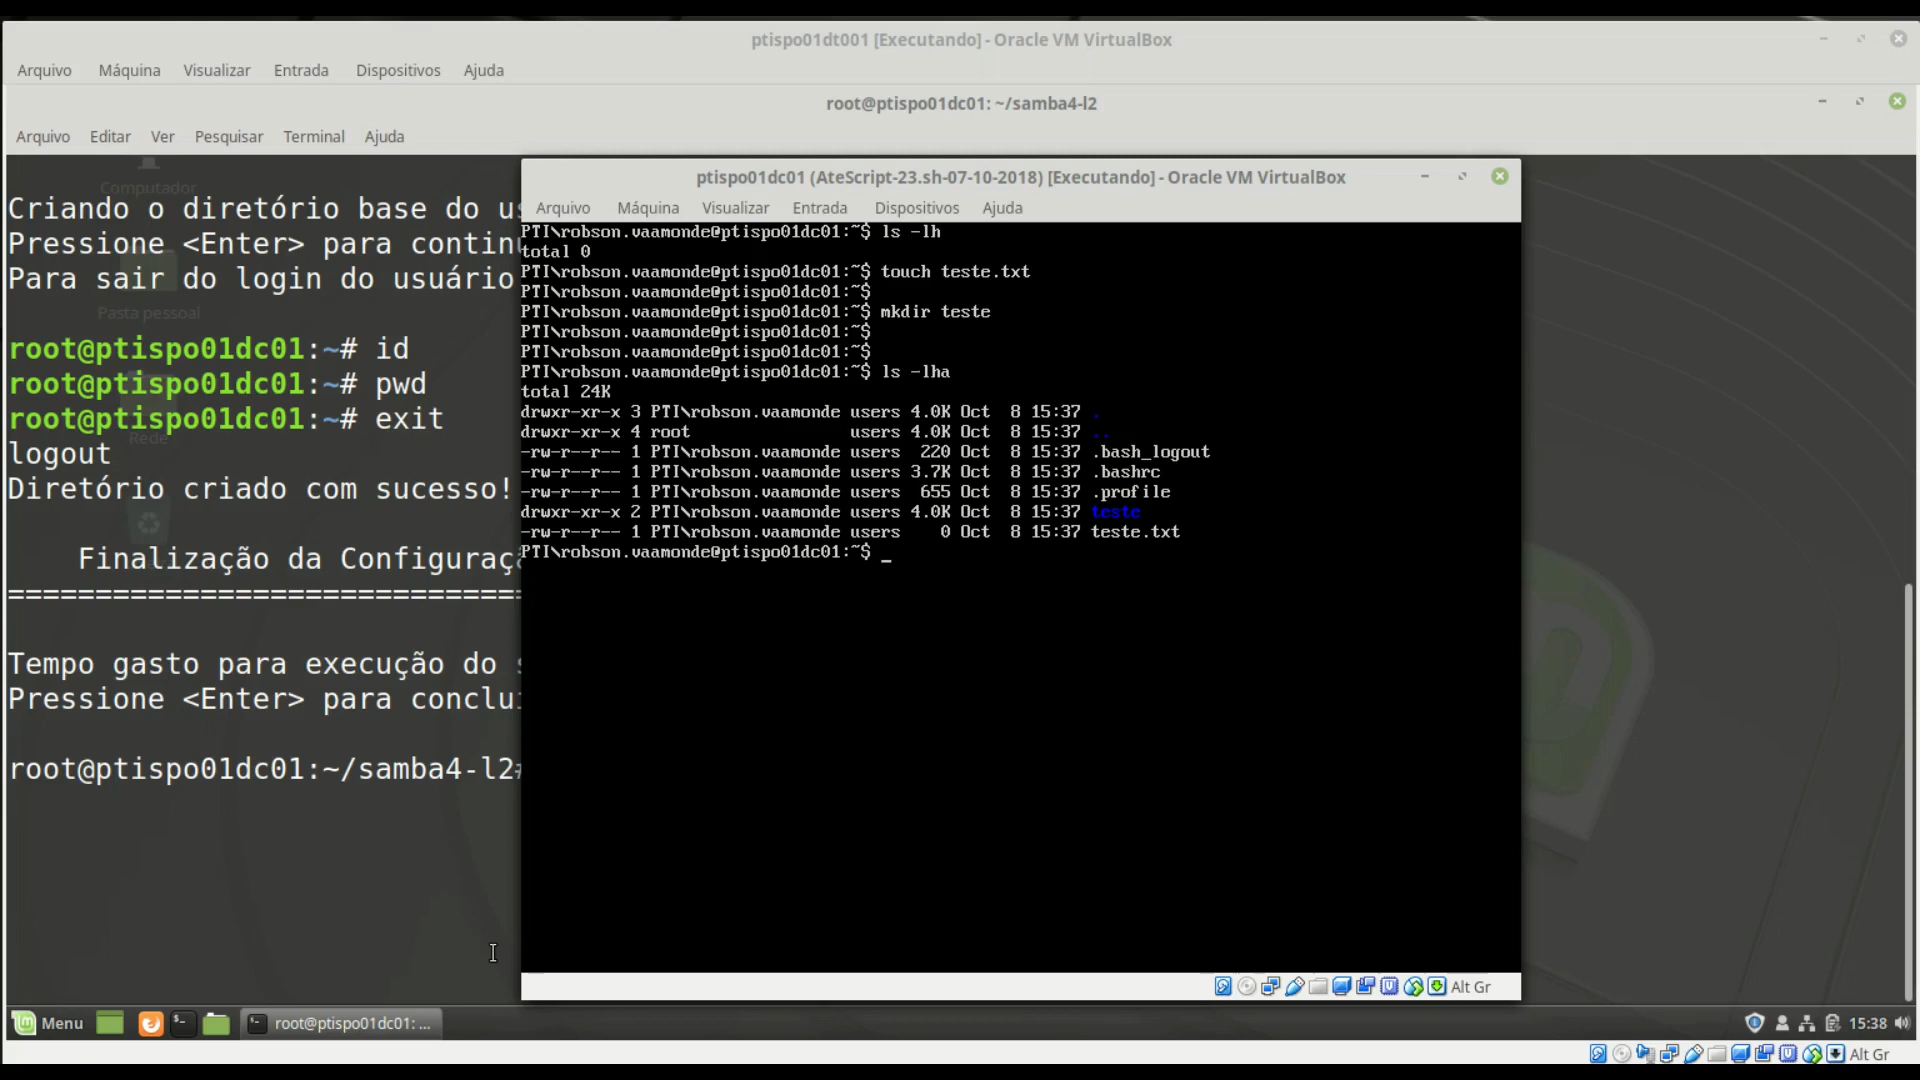 ptispo01dt001 [Executando] - Oracle VM VirtualBox
Arquivo Máquina Visualizar Entrada Dispositivos Ajuda
root@ptispo01dc01: ~/samba4-l2
Arquivo Editar Ver Pesquisar Terminal Ajuda
Computador
Criando o diretório base do us
Pressione <Enter> para continu
Para sair do login do usuário
Pasta pessoal
root@ptispo01dc01:~# id
root@ptispo01dc01:~# pwd
root@ptispo01dc01:~# exit
Rede
logout
Diretório criado com sucesso!
Finalização da Configuraç
==============================
Tempo gasto para execução do s
Pressione <Enter> para conclu
root@ptispo01dc01:~/samba4-l2#
ptispo01dc01 (AteScript-23.sh-07-10-2018) [Executando] - Oracle VM VirtualBox
Arquivo Máquina Visualizar Entrada Dispositivos Ajuda
PTI\robson.vaamonde@ptispo01dc01:~$ ls -lh
total 0
PTI\robson.vaamonde@ptispo01dc01:~$ touch teste.txt
PTI\robson.vaamonde@ptispo01dc01:~$
PTI\robson.vaamonde@ptispo01dc01:~$ mkdir teste
PTI\robson.vaamonde@ptispo01dc01:~$
PTI\robson.vaamonde@ptispo01dc01:~$
PTI\robson.vaamonde@ptispo01dc01:~$ ls -lha
total 24K
drwxr-xr-x 3 PTI\robson.vaamonde users 4.0K Oct  8 15:37 .
drwxr-xr-x 4 root                users 4.0K Oct  8 15:37 ..
-rw-r--r-- 1 PTI\robson.vaamonde users  220 Oct  8 15:37 .bash_logout
-rw-r--r-- 1 PTI\robson.vaamonde users 3.7K Oct  8 15:37 .bashrc
-rw-r--r-- 1 PTI\robson.vaamonde users  655 Oct  8 15:37 .profile
drwxr-xr-x 2 PTI\robson.vaamonde users 4.0K Oct  8 15:37 teste
-rw-r--r-- 1 PTI\robson.vaamonde users    0 Oct  8 15:37 teste.txt
PTI\robson.vaamonde@ptispo01dc01:~$ _
Alt Gr
Menu root@ptispo01dc01: ... 15:38
Alt Gr